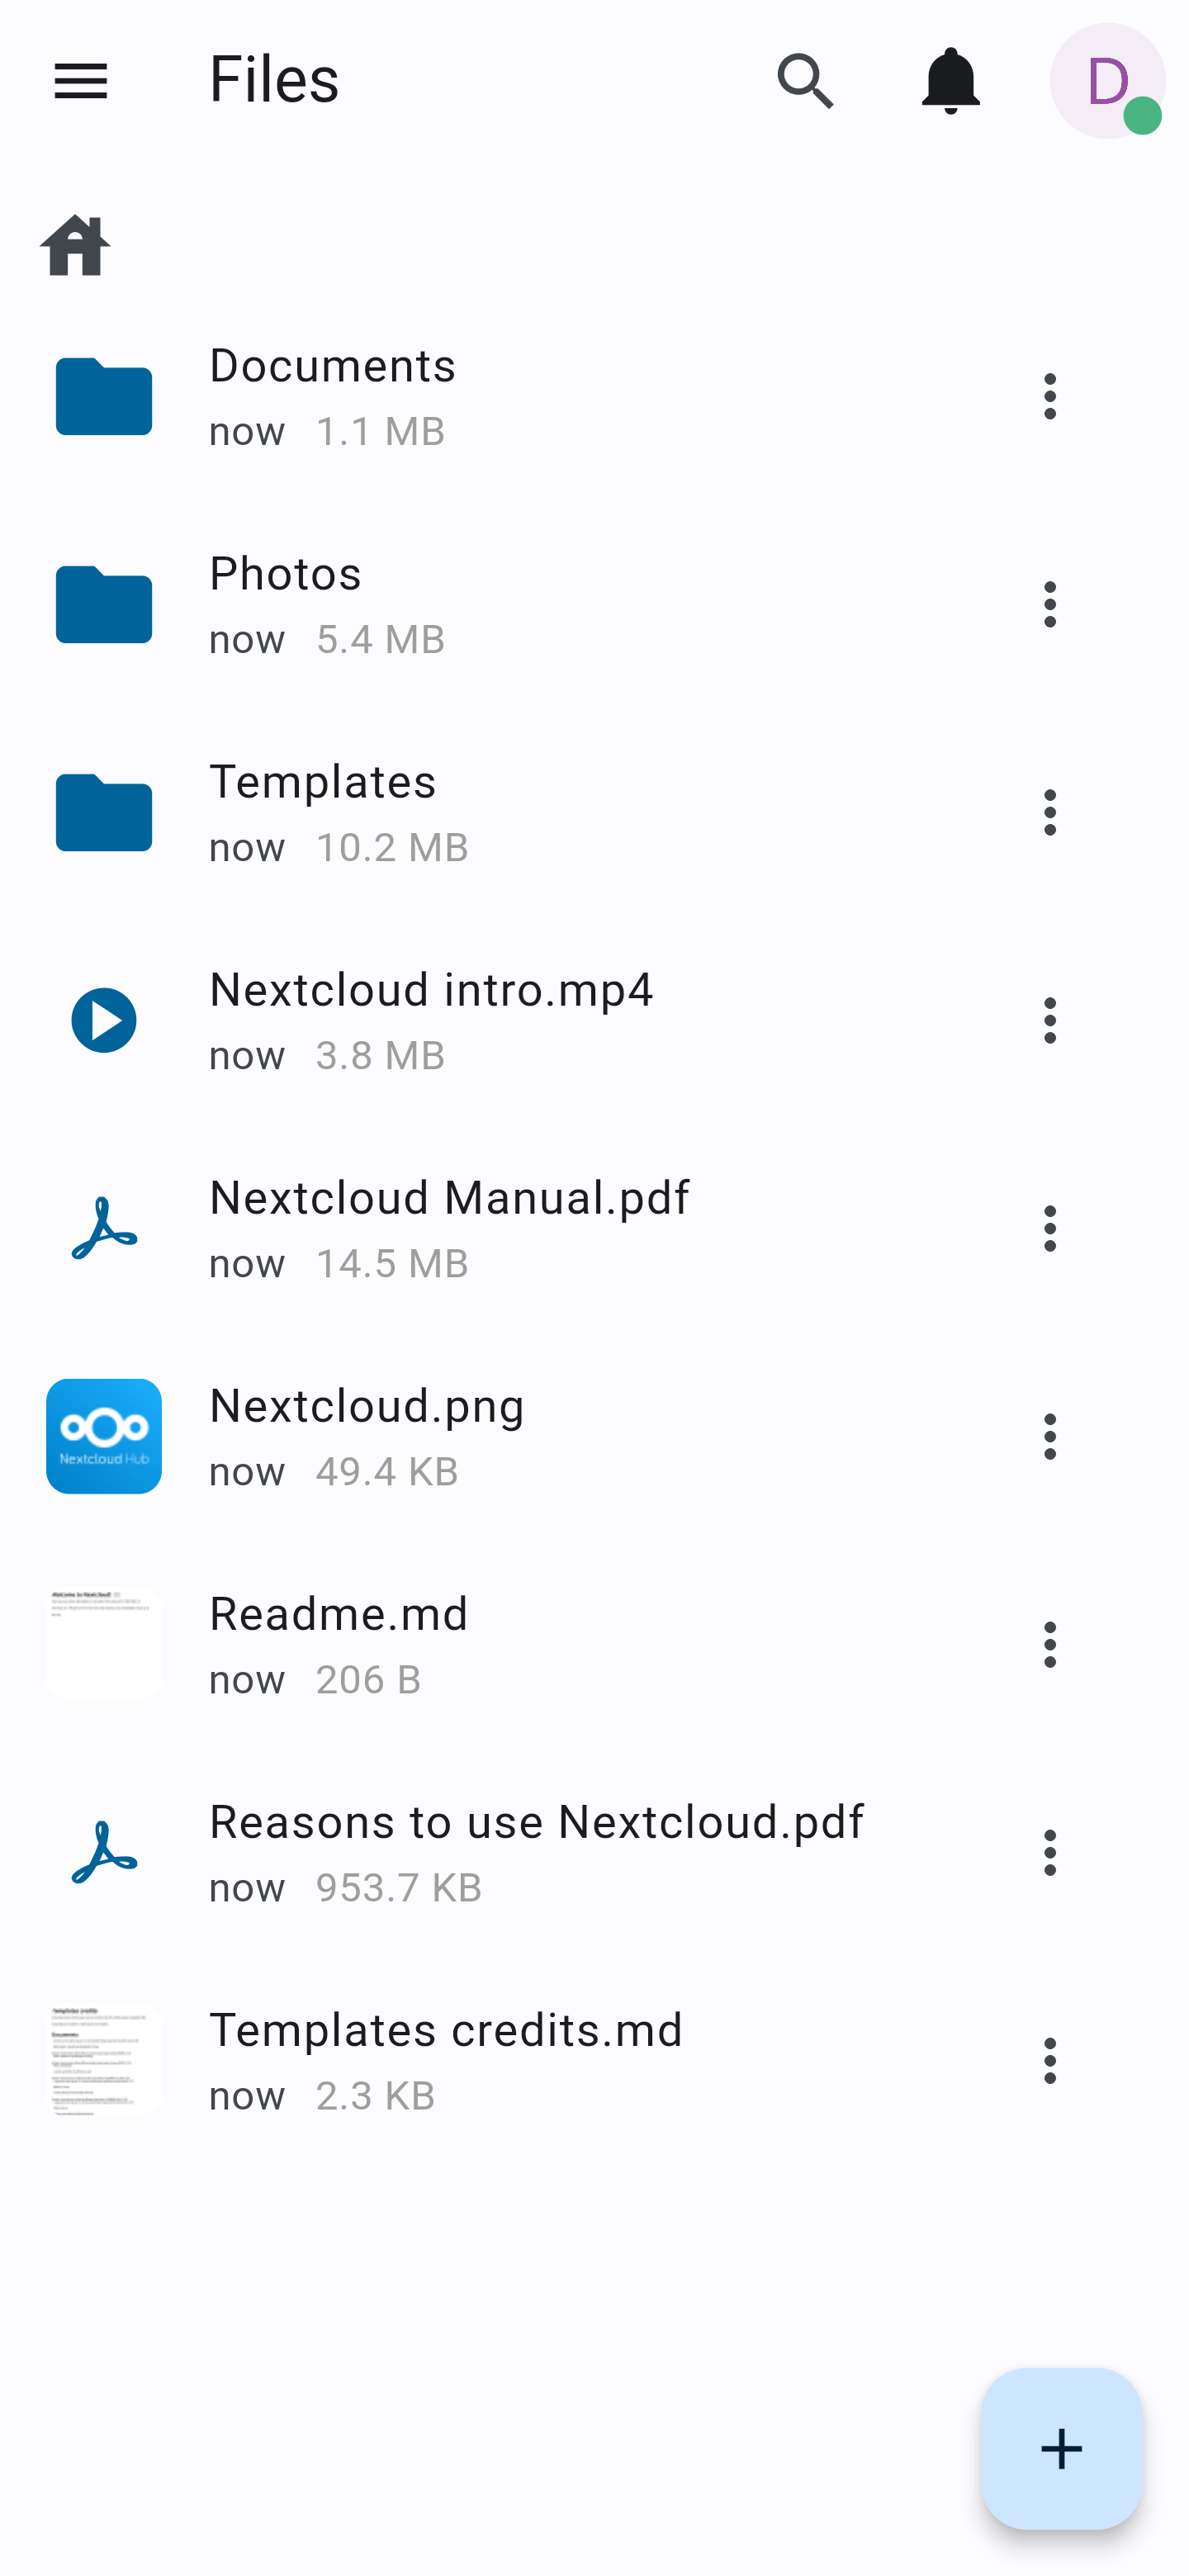 Files
D
Documents
now 1.1 MB
Photos
now 5.4 MB
Templates
now 10.2 MB
Nextcloud intro.mp4
now 3.8 MB
Nextcloud Manual.pdf
now 14.5 MB
Nextcloud Hub
Nextcloud.png
now 49.4 KB
Readme.md
now 206 B
Reasons to use Nextcloud.pdf
now 953.7 KB
Templates credits.md
now 2.3 KB